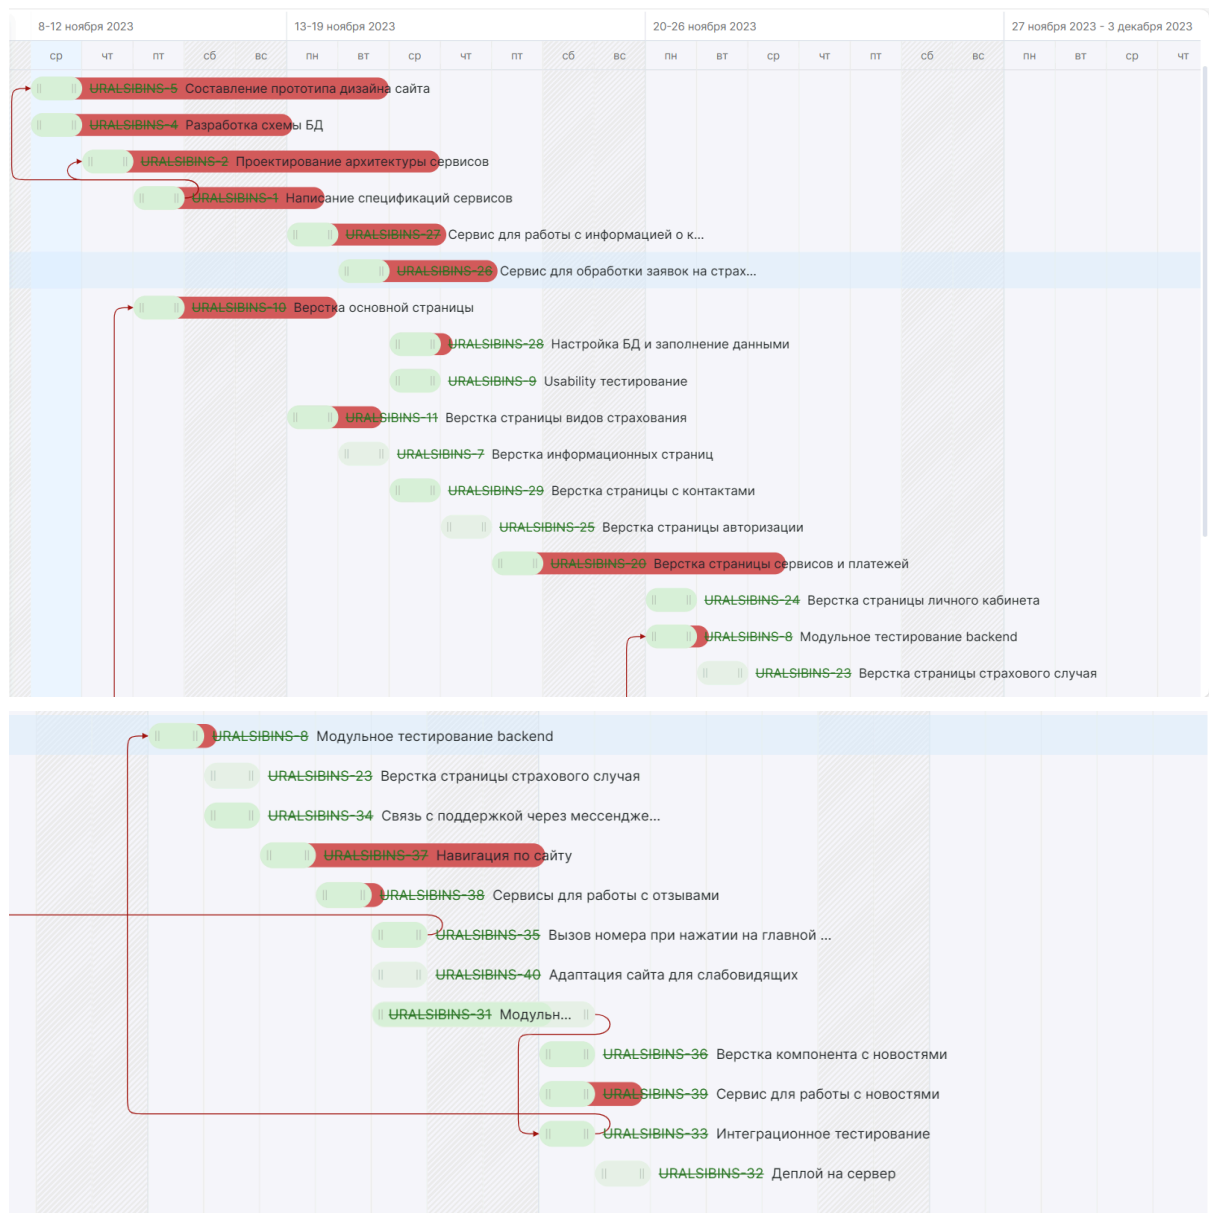 8-12 ноября 2023 13-19 ноября 2023 20-26 ноября 2023 27 ноября 2023 - 3 декабря 2023
ср чт пт сб вс пн вт ср чт пт сб вс пн вт ср чт пт сб вс пн вт ср чт
URALSIBINS-5 Составление прототипа дизайна сайта
URALSIBINS-4 Разработка схемы БД
URALSIBINS-2 Проектирование архитектуры сервисов
URALSIBINS-1 Написание спецификаций сервисов
URALSIBINS-27 Сервис для работы с информацией о к...
URALSIBINS-26 Сервис для обработки заявок на страх...
URALSIBINS-10 Верстка основной страницы
URALSIBINS-28 Настройка БД и заполнение данными
URALSIBINS-9 Usability тестирование
URALSIBINS-11 Верстка страницы видов страхования
URALSIBINS-7 Верстка информационных страниц
URALSIBINS-29 Верстка страницы с контактами
URALSIBINS-25 Верстка страницы авторизации
URALSIBINS-20 Верстка страницы сервисов и платежей
URALSIBINS-24 Верстка страницы личного кабинета
URALSIBINS-8 Модульное тестирование backend
URALSIBINS-23 Верстка страницы страхового случая
URALSIBINS-8 Модульное тестирование backend
URALSIBINS-23 Верстка страницы страхового случая
URALSIBINS-34 Связь с поддержкой через мессендже...
URALSIBINS-37 Навигация по сайту
URALSIBINS-38 Сервисы для работы с отзывами
URALSIBINS-35 Вызов номера при нажатии на главной ...
URALSIBINS-40 Адаптация сайта для слабовидящих
URALSIBINS-31 Модульн...
URALSIBINS-36 Верстка компонента с новостями
URALSIBINS-39 Сервис для работы с новостями
URALSIBINS-33 Интеграционное тестирование
URALSIBINS-32 Деплой на сервер